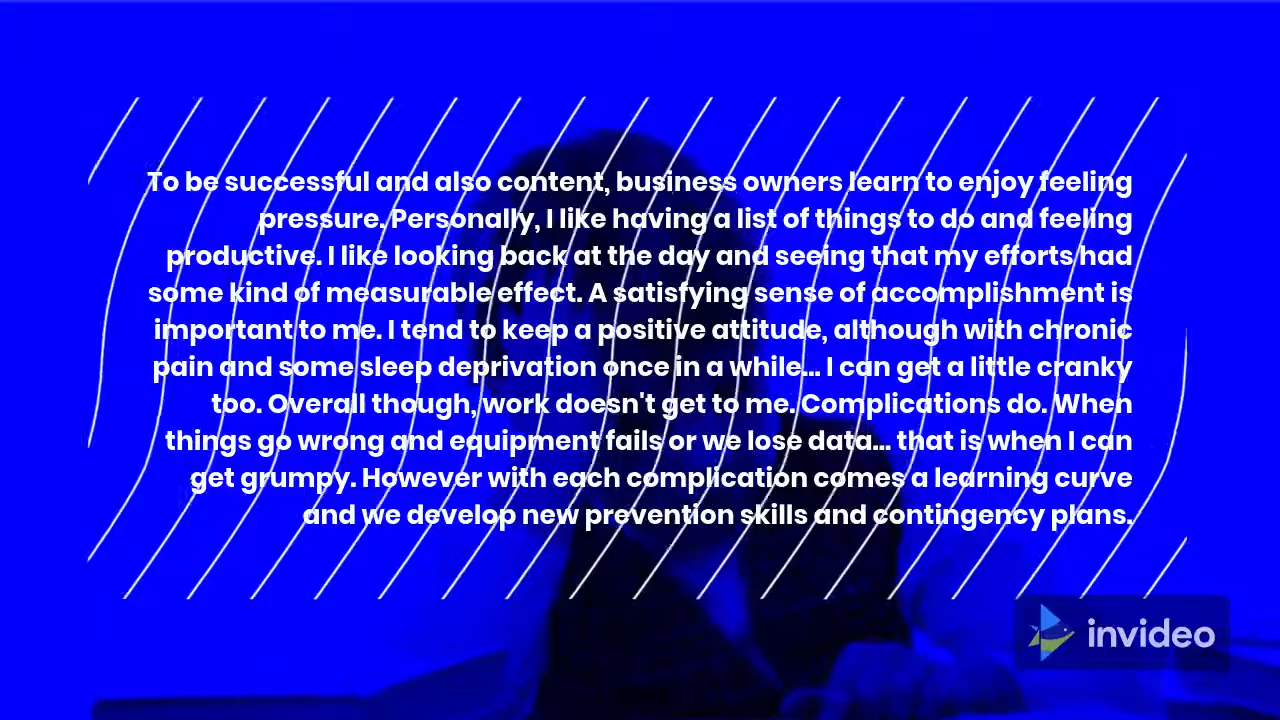 To be successful and also content, business owners learn to enjoy feeling
pressure. Personally, I like having a list of things to do and feeling
productive. I like looking back at the day and seeing that my efforts had
some kind of measurable effect. A satisfying sense of accomplishment is
important to me. I tend to keep a positive attitude, although with chronic
pain and some sleep deprivation once in a while... I can get a little cranky
too. Overall though, work doesn't get to me. Complications do. When
things go wrong and equipment fails or we lose data... that is when I can
get grumpy. However with each complication comes a learning curve
and we develop new prevention skills and contingency plans.
invideo